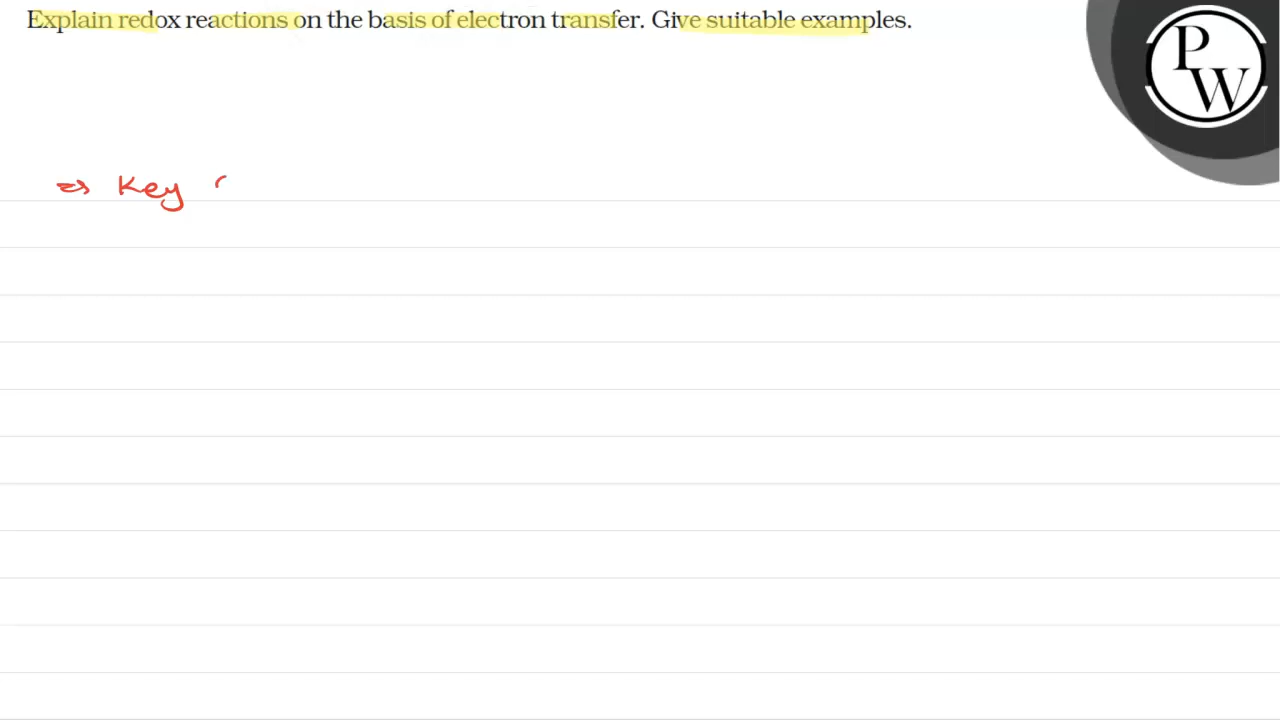 Explain redox reactions on the basis of electron transfer. Give suitable examples.
PW
⇒ Key